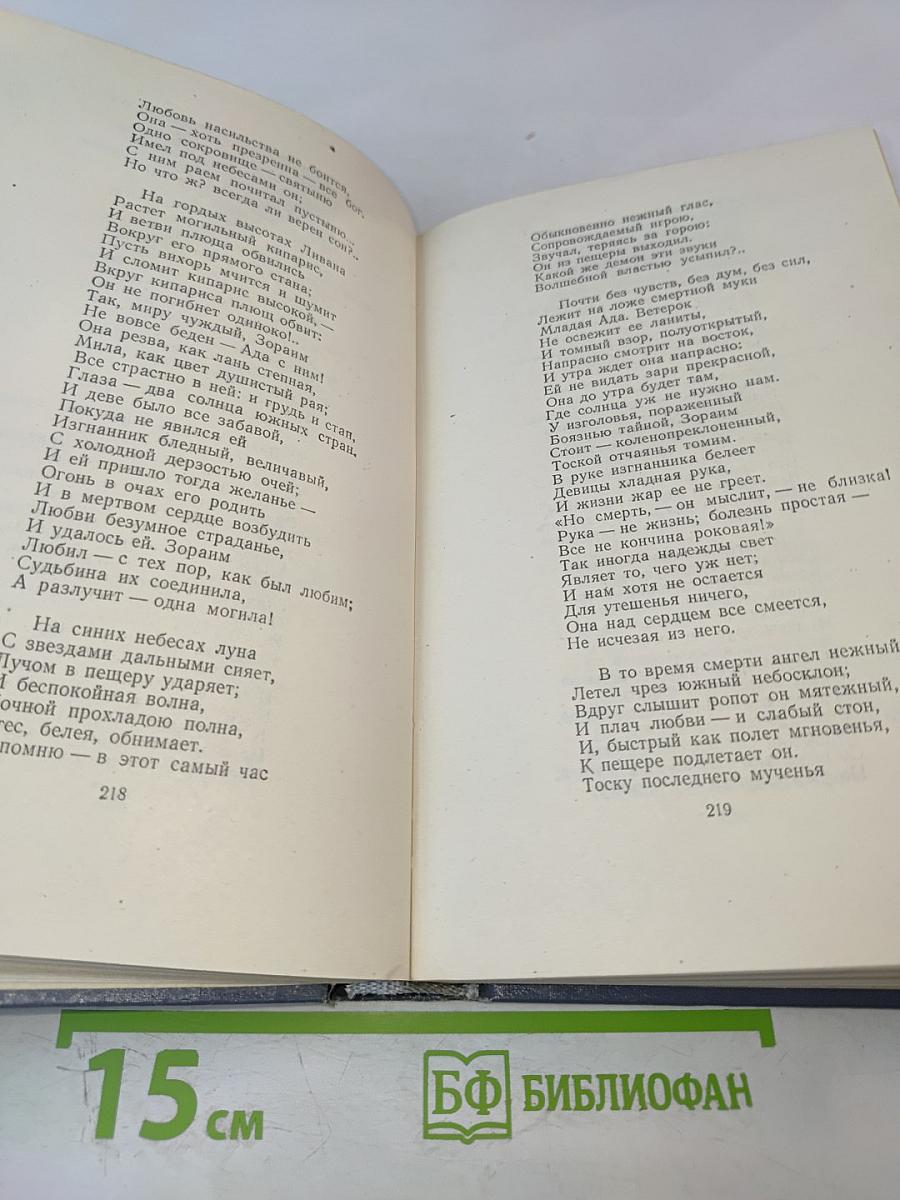 Любовь насильства не боится,
Она — хоть презренна — все бог.
Одно сокровище — святыню
Имел под небесами он;
С ним раем почитал пустыню...
Но что ж? всегда ли верен сон?..
На гордых высотах Ливана
Растет могильный кипарис,
И ветви плюща обвились
Вокруг его прямого стана;
Пусть вихорь мчится и шумит
И сломит кипарис высокой, —
Вкруг кипариса плющ обвит:
Он не погибнет одиноко!..
Так, миру чуждый, Зораим
Не вовсе беден — Ада с ним!
Она резва, как лань степная,
Мила, как цвет душистый рая;
Все страстно в ней: и грудь и стан,
Глаза — два солнца южных стран,
И деве было все забавой,
Покуда не явился ей
Изгнанник бледный, величавый,
С холодной дерзостью очей;
И ей пришло тогда желанье —
Огонь в очах его родить
И в мертвом сердце возбудить
Любви безумное страданье,
И удалось ей. Зораим
Любил — с тех пор, как был любим;
Судьбина их соединила,
А разлучит — одна могила!
На синих небесах луна
С звездами дальными сияет,
Лучом в пещеру ударяет;
И беспокойная волна,
Ночной прохладою полна,
тес, белея, обнимает.
помню — в этот самый час
218
Обыкновенно нежный глас,
Сопровождаемый игрою,
Звучал, теряясь за горою:
Он из пещеры выходил.
Какой же демон эти звуки
Волшебной властью усыпил?..
Почти без чувств, без дум, без сил,
Лежит на ложе смертной муки
Младая Ада. Ветерок
Не освежит ее ланиты,
И томный взор, полуоткрытый,
Напрасно смотрит на восток,
И утра ждет она напрасно:
Ей не видать зари прекрасной,
Она до утра будет там,
Где солнца уж не нужно нам.
У изголовья, пораженный
Боязнью тайной, Зораим
Стоит — коленопреклоненный,
Тоской отчаянья томим.
В руке изгнанника белеет
Девицы хладная рука,
И жизни жар ее не греет.
«Но смерть, — он мыслит, — не близка!
Рука — не жизнь; болезнь простая —
Все не кончина роковая!»
Так иногда надежды свет
Являет то, чего уж нет;
И нам хотя не остается
Для утешенья ничего,
Она над сердцем все смеется,
Не исчезая из него.
В то время смерти ангел нежный
Летел чрез южный небосклон;
Вдруг слышит ропот он мятежный,
И плач любви — и слабый стон,
И, быстрый как полет мгновенья,
К пещере подлетает он.
Тоску последнего мученья
219
15 см
БФ БИБЛИОФАН